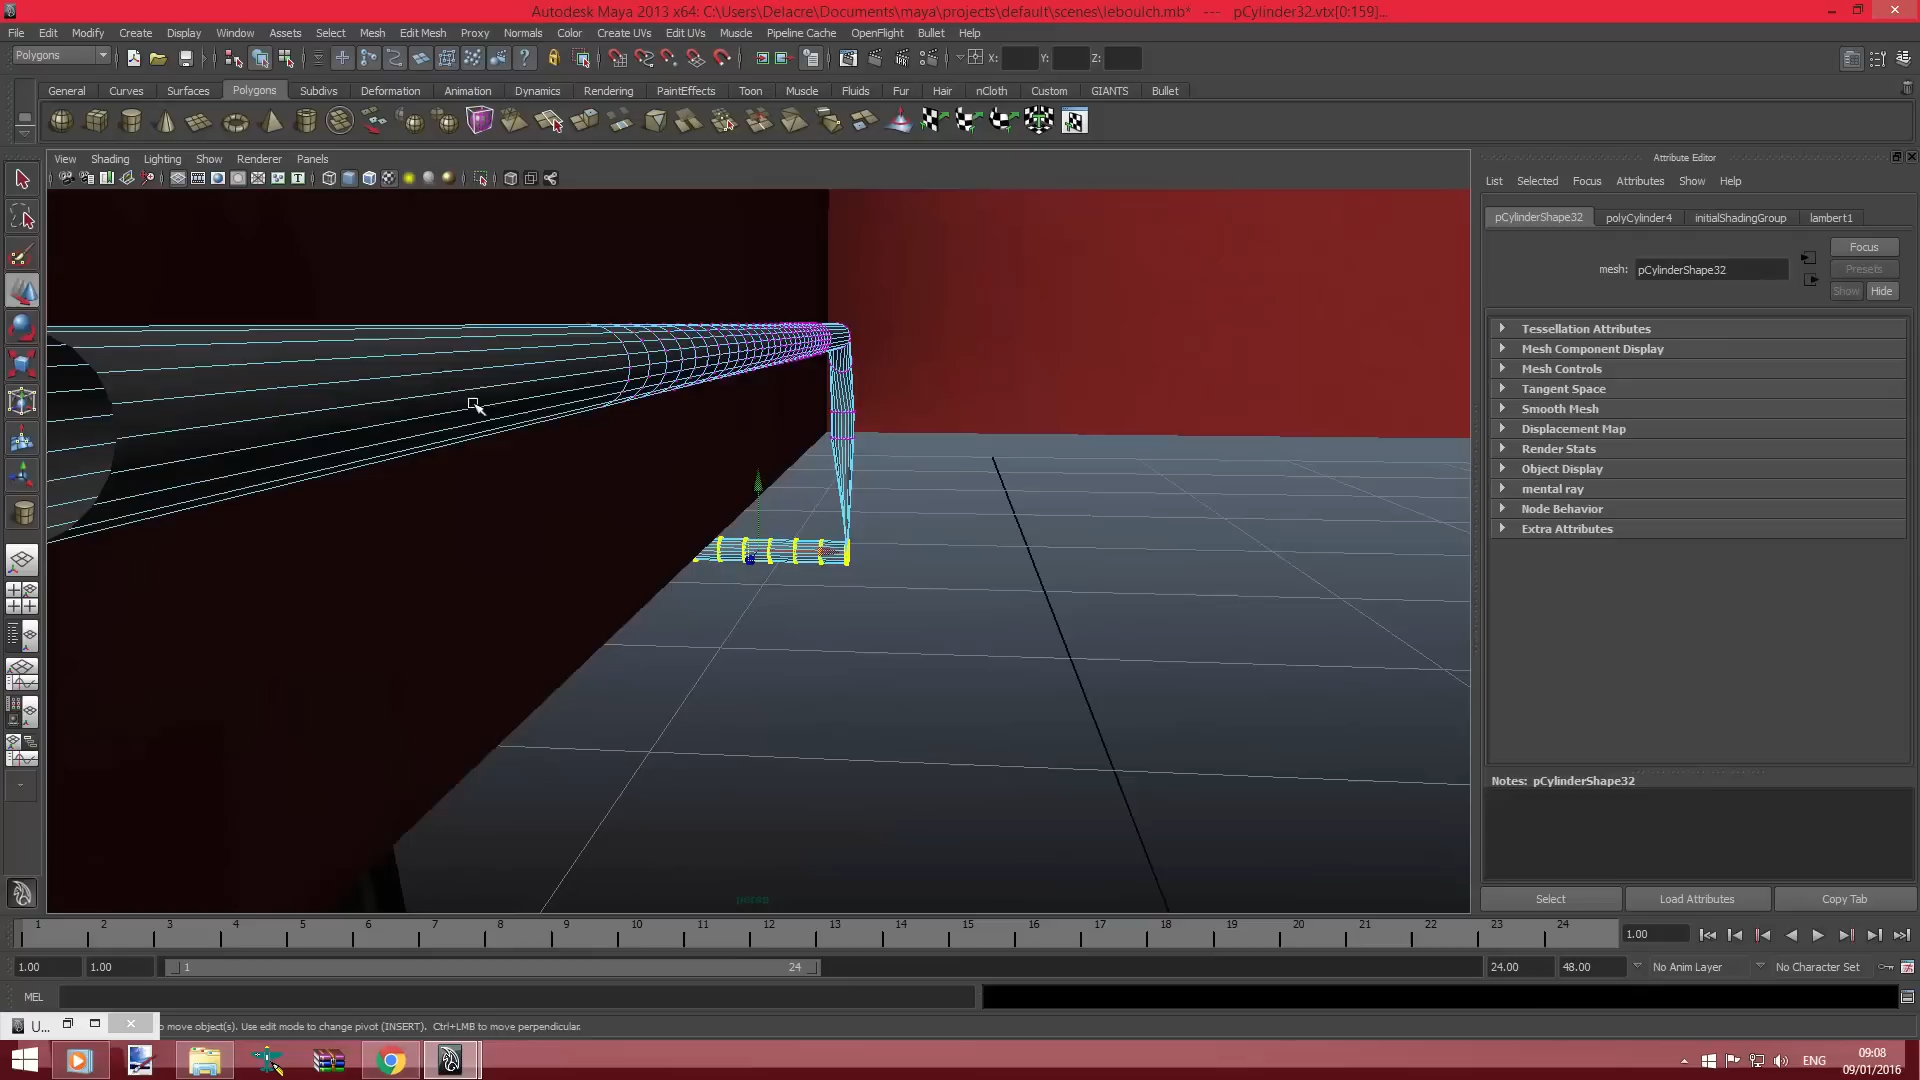 Autodesk Maya 2013 x64: C:\Users\Delacre\Documents\maya\projects\default\scenes\leboulch.mb*   ---   pCylinder32.vtx[0:159]...
File Edit Modify Create Display Window Assets Select Mesh Edit Mesh Proxy Normals Color Create UVs Edit UVs Muscle Pipeline Cache OpenFlight Bullet Help
Polygons X: Y: Z:
General Curves Surfaces Polygons Subdivs Deformation Animation Dynamics Rendering PaintEffects Toon Muscle Fluids Fur Hair nCloth Custom GIANTS Bullet
View Shading Lighting Show Renderer Panels
Attribute Editor
List Selected Focus Attributes Show Help
pCylinderShape32 polyCylinder4 initialShadingGroup lambert1
Focus
mesh: pCylinderShape32 Presets
Show Hide
Tessellation Attributes
Mesh Component Display
Mesh Controls
Tangent Space
Smooth Mesh
Displacement Map
Render Stats
Object Display
mental ray
Node Behavior
Extra Attributes
Notes: pCylinderShape32
persp
Select Load Attributes Copy Tab
1 2 3 4 5 6 7 8 9 10 11 12 13 14 15 16 17 18 19 20 21 22 23 24 1.00
1.00 1.00 1 24 24.00 48.00 No Anim Layer No Character Set
MEL
U... to move object(s). Use edit mode to change pivot (INSERT).  Ctrl+LMB to move perpendicular.
ENG 09:08
09/01/2016